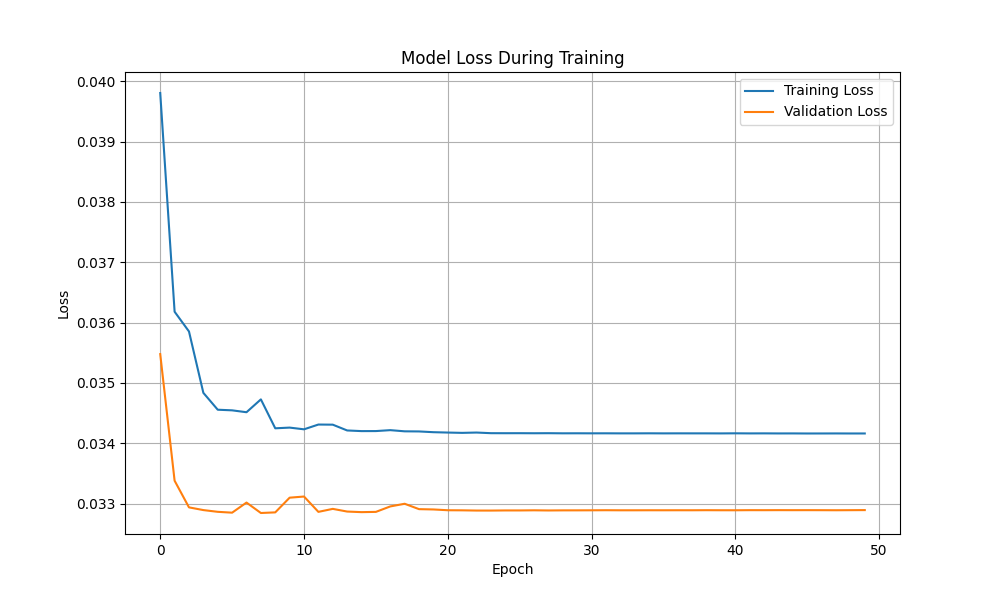 Model Loss During Training
0.040
0.039
0.038
0.037
0.036
0.035
0.034
0.033
Loss
Training Loss
Validation Loss
0 10 20 30 40 50
Epoch